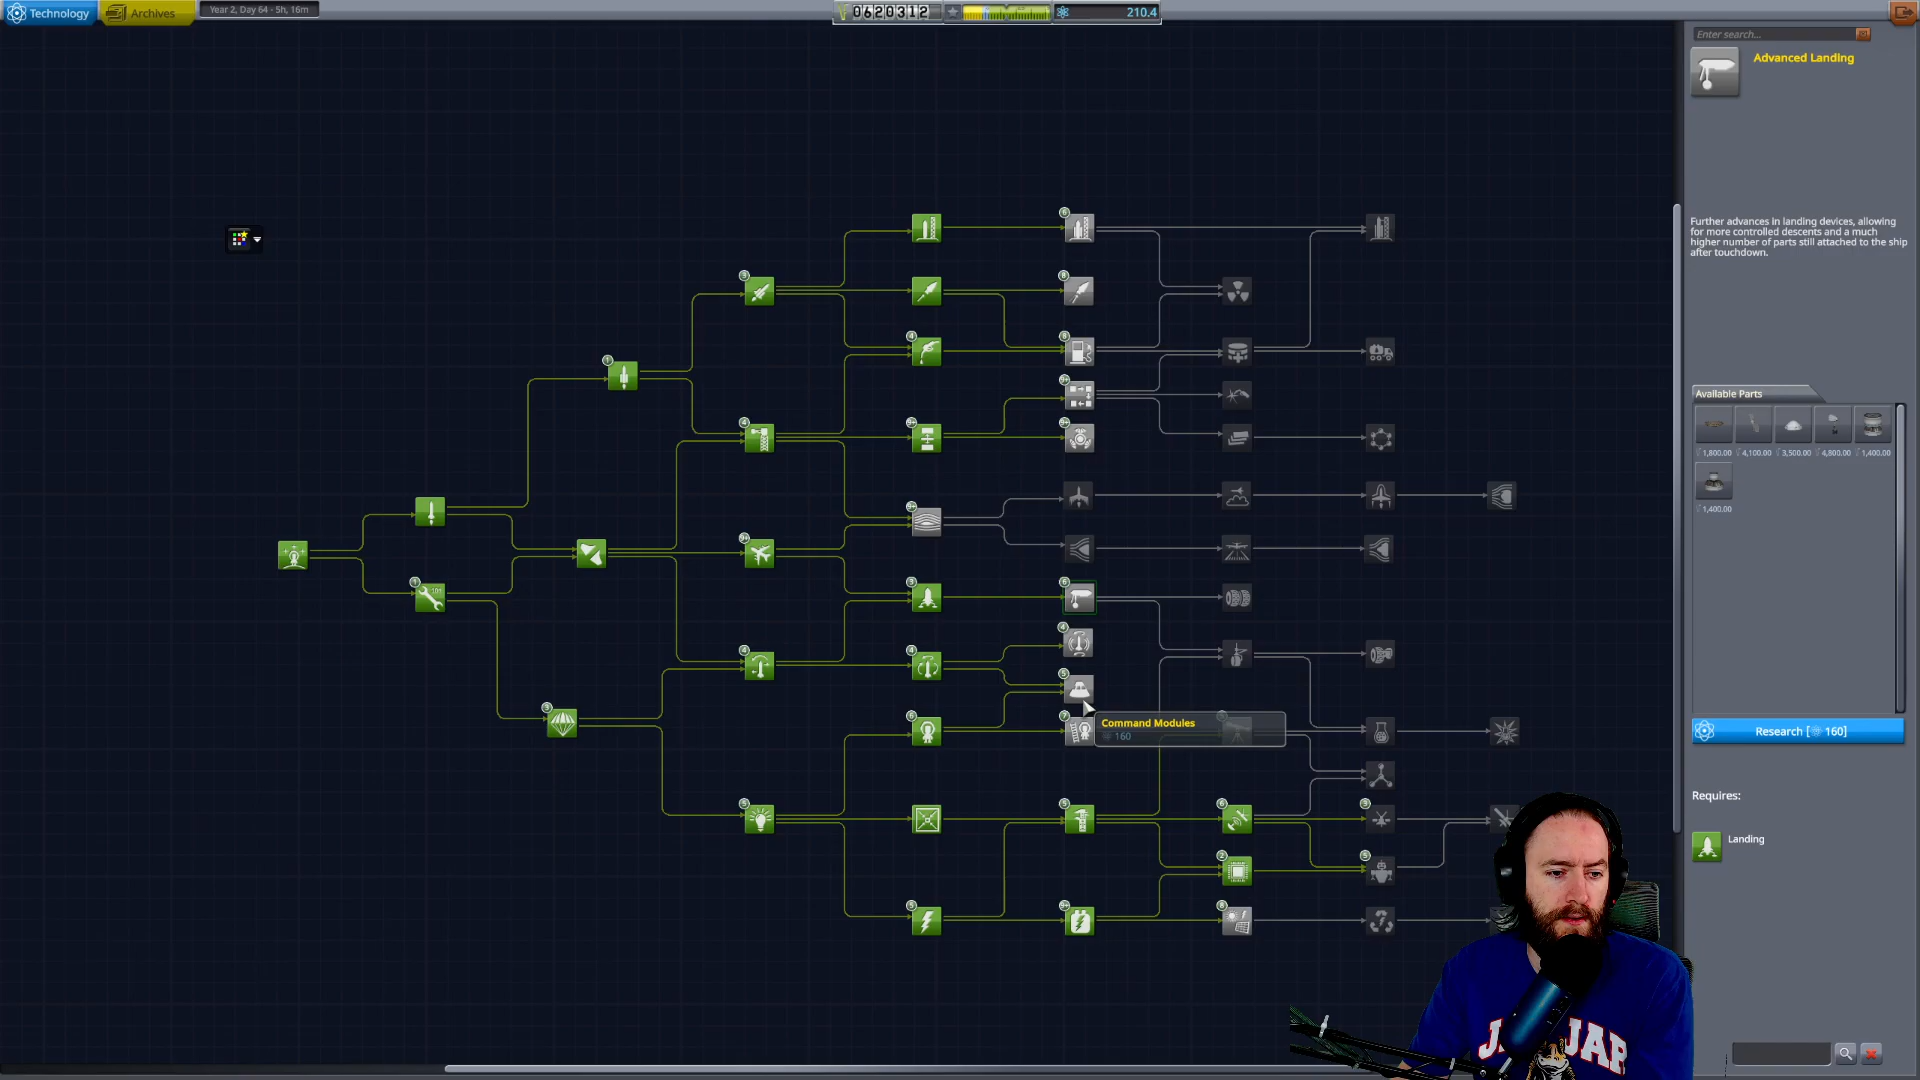 Technology
Archives
Year 2, Day 64 - 5h, 16m
0620312
210.4
Enter search...
Advanced Landing
Further advances in landing devices, allowing
for more controlled descents and a much
higher number of parts still attached to the ship
after touchdown.
Available Parts
1,800.00 4,100.00 3,500.00 4,800.00 1,400.00
1,400.00
Command Modules
160
Research [ 160]
Requires:
Landing